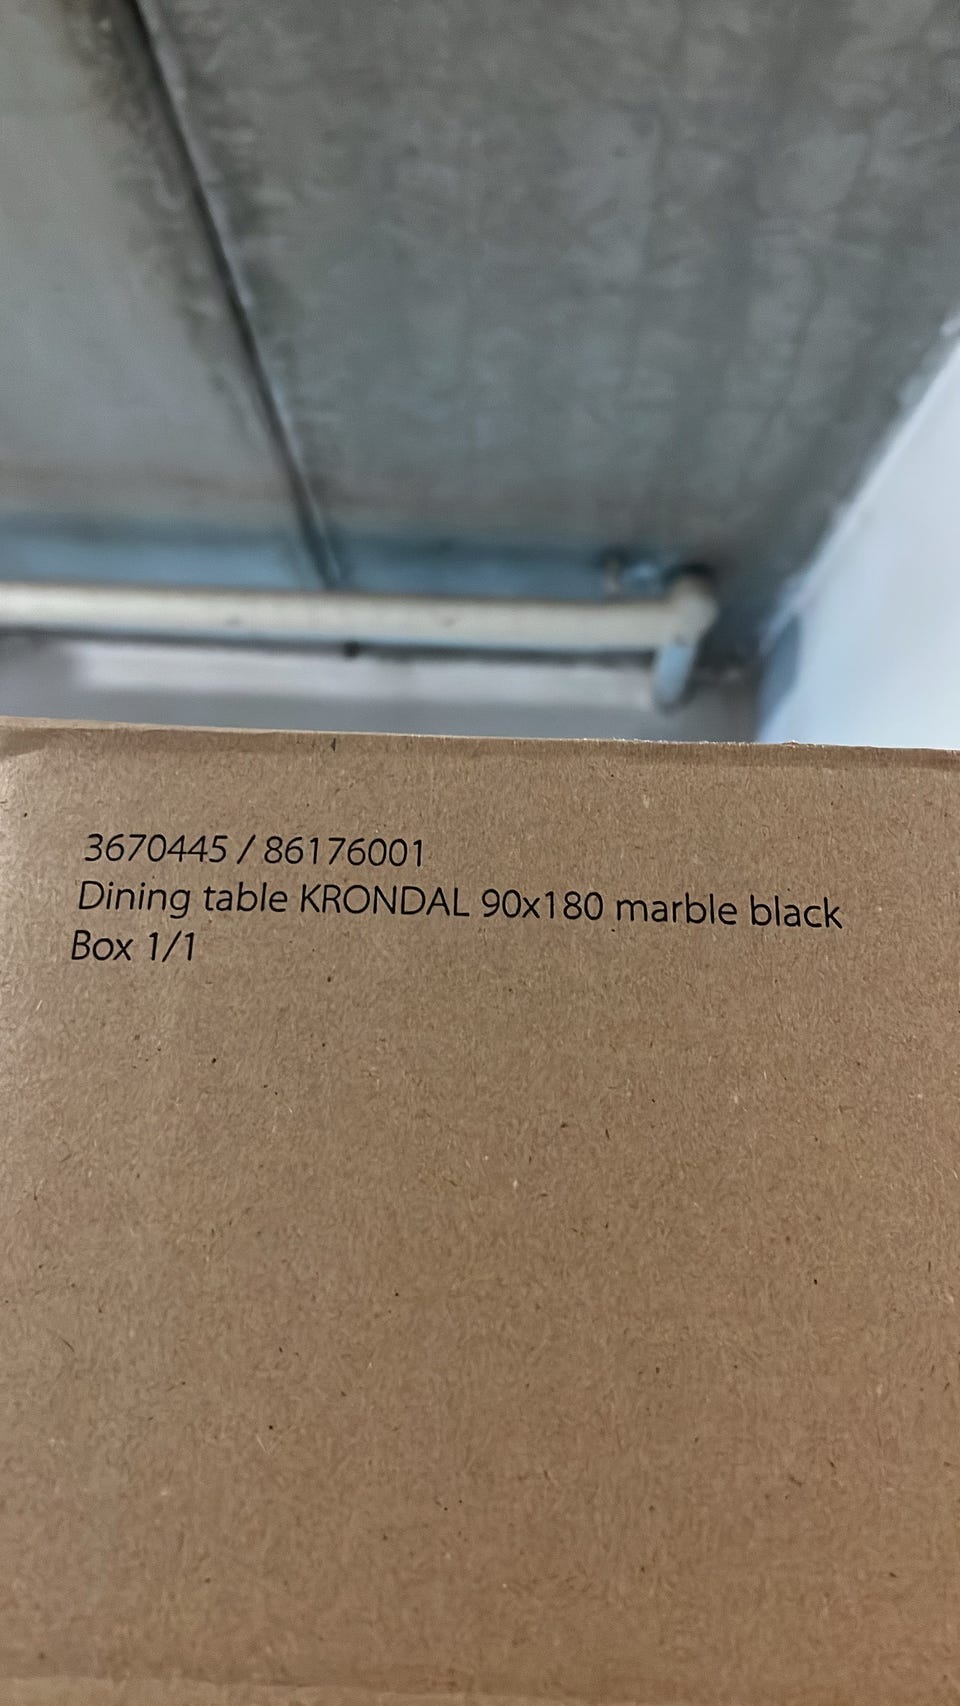 3670445 / 86176001
Dining table KRONDAL 90x180 marble black
Box 1/1